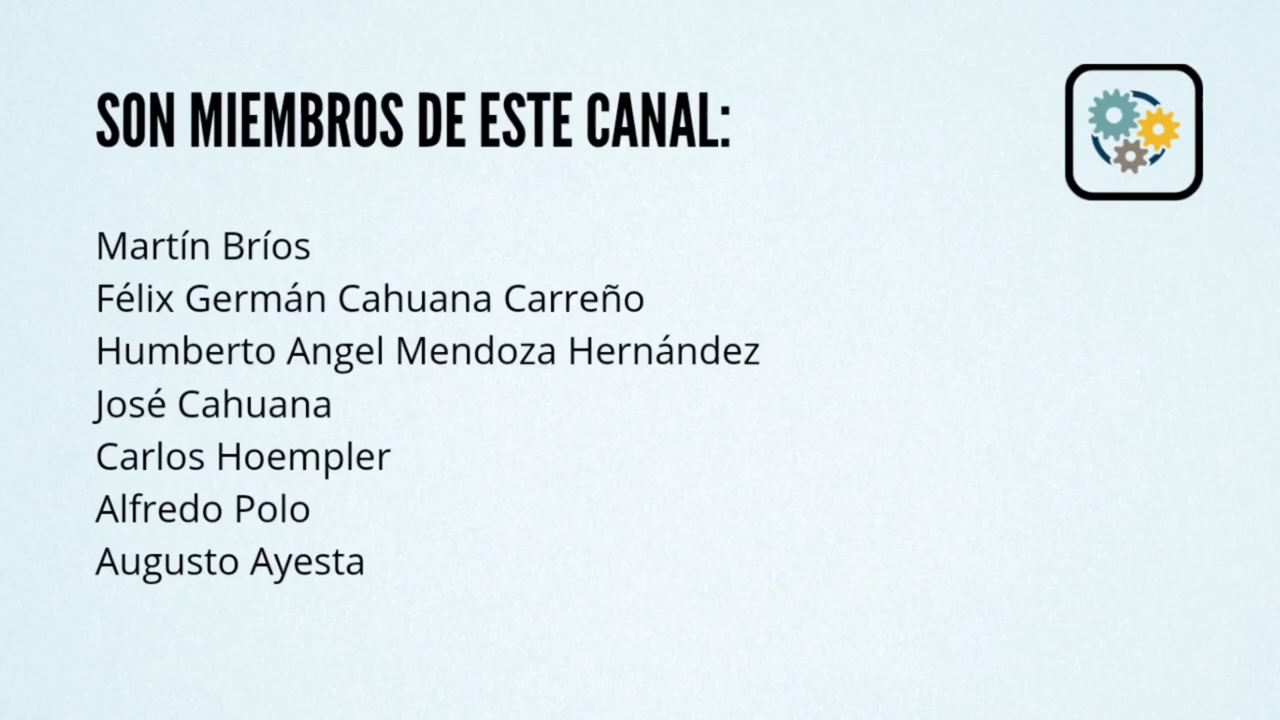 SON MIEMBROS DE ESTE CANAL:
Martín Bríos
Félix Germán Cahuana Carreño
Humberto Angel Mendoza Hernández
José Cahuana
Carlos Hoempler
Alfredo Polo
Augusto Ayesta